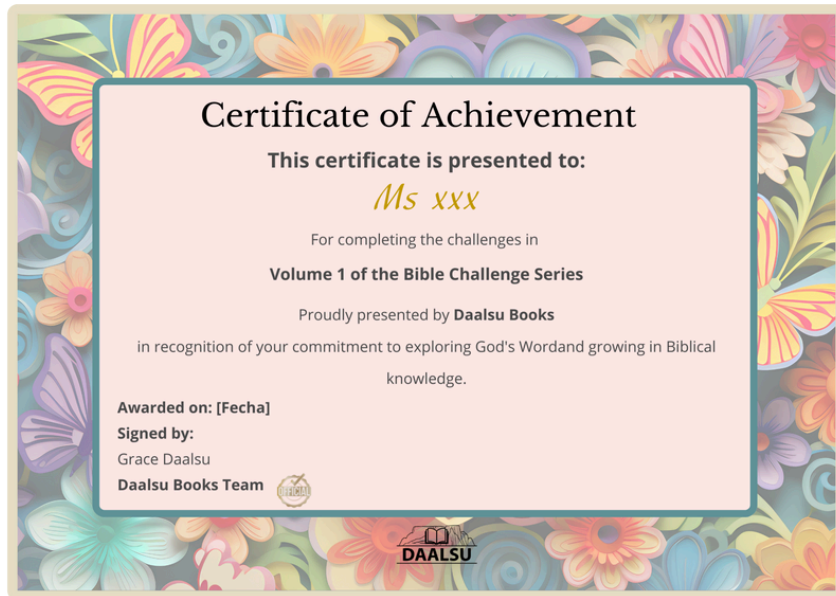 Certificate of Achievement
This certificate is presented to:
Ms xxx
For completing the challenges in
Volume 1 of the Bible Challenge Series
Proudly presented by Daalsu Books
in recognition of your commitment to exploring God's Wordand growing in Biblical
knowledge.
Awarded on: [Fecha]
Signed by:
Grace Daalsu
Daalsu Books Team
OFFICIAL
DAALSU